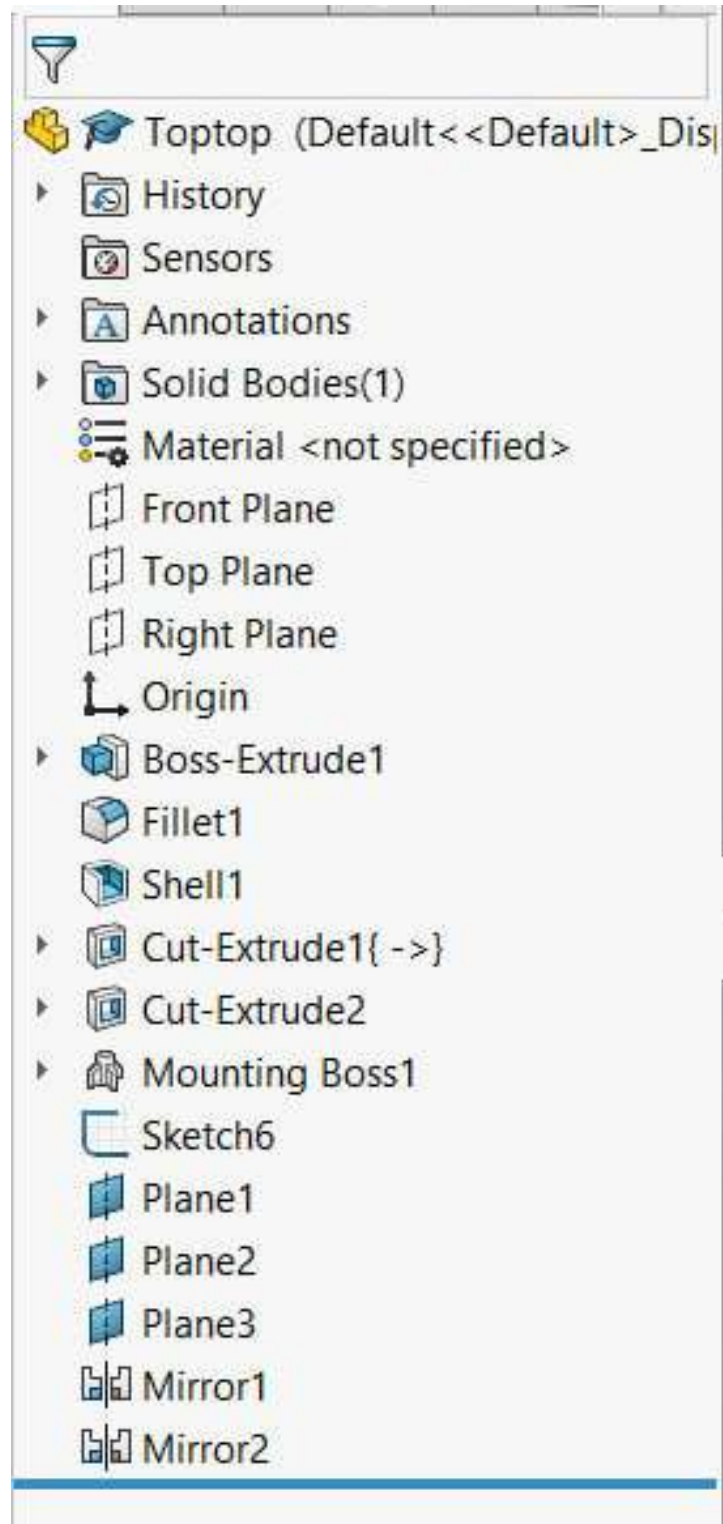 Toptop (Default<<Default>_Dis
History
Sensors
Annotations
Solid Bodies(1)
Material <not specified>
Front Plane
Top Plane
Right Plane
Origin
Boss-Extrude1
Fillet1
Shell1
Cut-Extrude1{ ->}
Cut-Extrude2
Mounting Boss1
Sketch6
Plane1
Plane2
Plane3
Mirror1
Mirror2